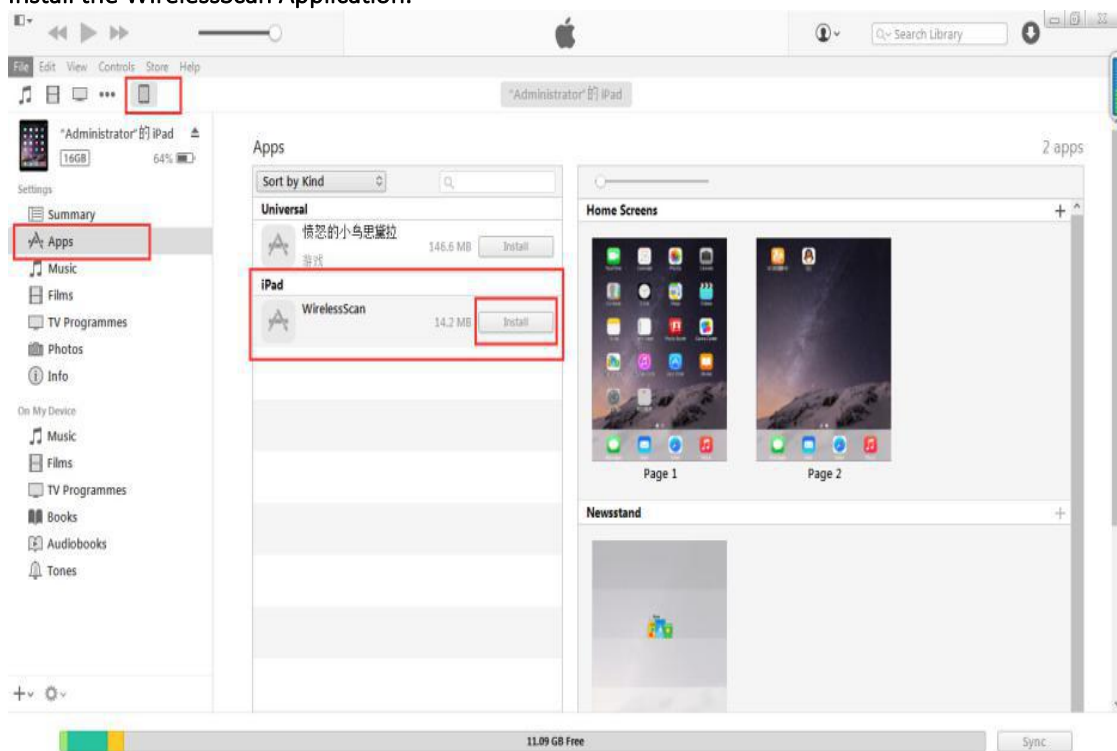 Install the WirelessScan Application.
Search Library
File Edit View Controls Store Help
"Administrator"的 iPad
"Administrator"的 iPad
16GB 64%
Settings
Summary
Apps
Music
Films
TV Programmes
Photos
Info
On My Device
Music
Films
TV Programmes
Books
Audiobooks
Tones
Apps
2 apps
Sort by Kind
Universal
愤怒的小鸟思黛拉
146.6 MB Install
游戏
iPad
WirelessScan
14.2 MB Install
Home Screens
Page 1 Page 2
Newsstand
11.09 GB Free
Sync